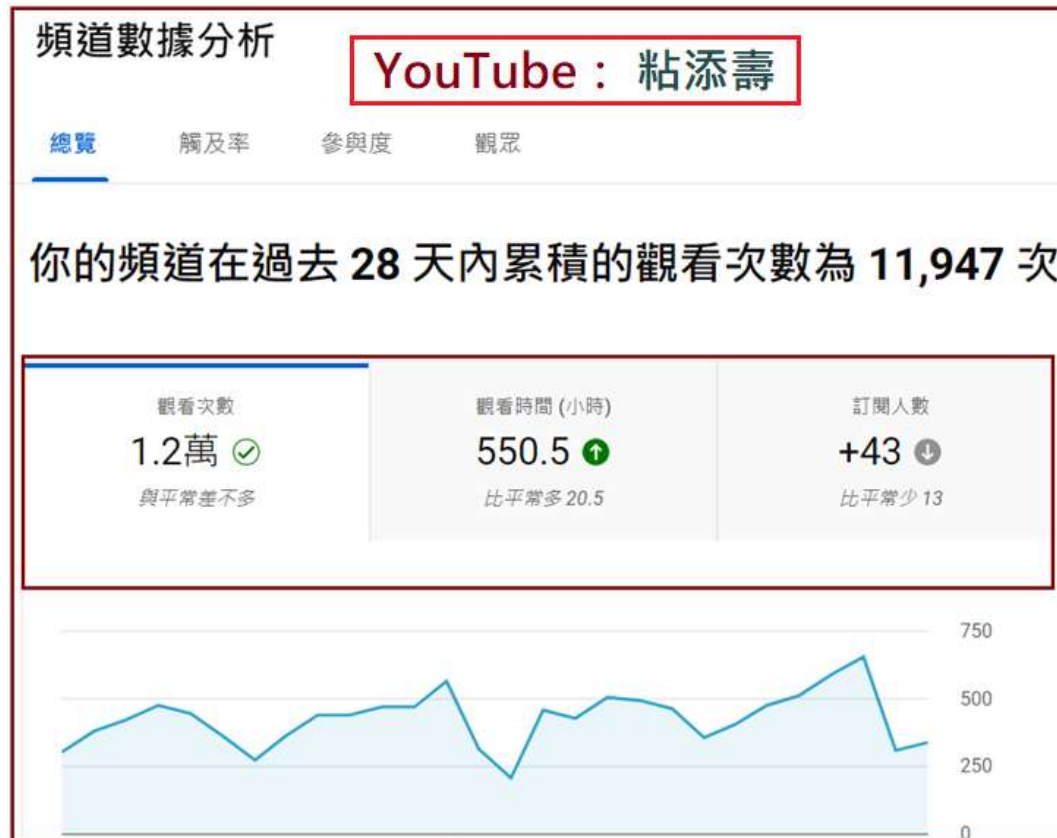 頻道數據分析
YouTube： 粘添壽
總覽 觸及率 參與度 觀眾
你的頻道在過去 28 天內累積的觀看次數為 11,947 次
觀看次數 觀看時間 (小時) 訂閱人數
1.2萬 550.5 +43
與平常差不多 比平常多 20.5 比平常少 13
750
500
250
0